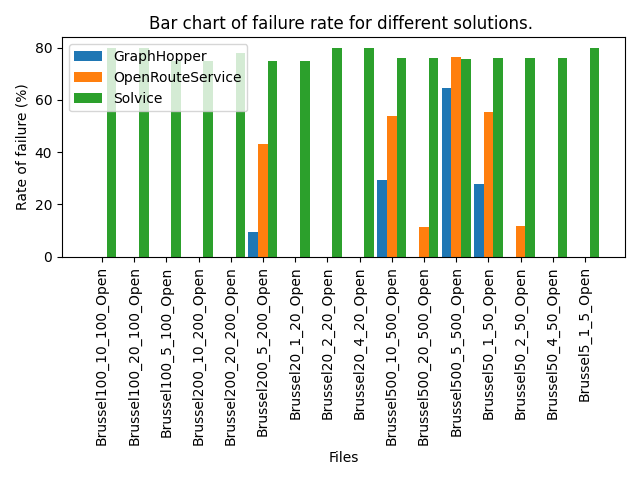 Bar chart of failure rate for different solutions.
GraphHopper
OpenRouteService
Solvice
Rate of failure (%)
80
60
40
20
0
Brussel100_10_100_Open
Brussel100_20_100_Open
Brussel100_5_100_Open
Brussel200_10_200_Open
Brussel200_20_200_Open
Brussel200_5_200_Open
Brussel20_1_20_Open
Brussel20_2_20_Open
Brussel20_4_20_Open
Brussel500_10_500_Open
Brussel500_20_500_Open
Brussel500_5_500_Open
Brussel50_1_50_Open
Brussel50_2_50_Open
Brussel50_4_50_Open
Brussel5_1_5_Open
Files